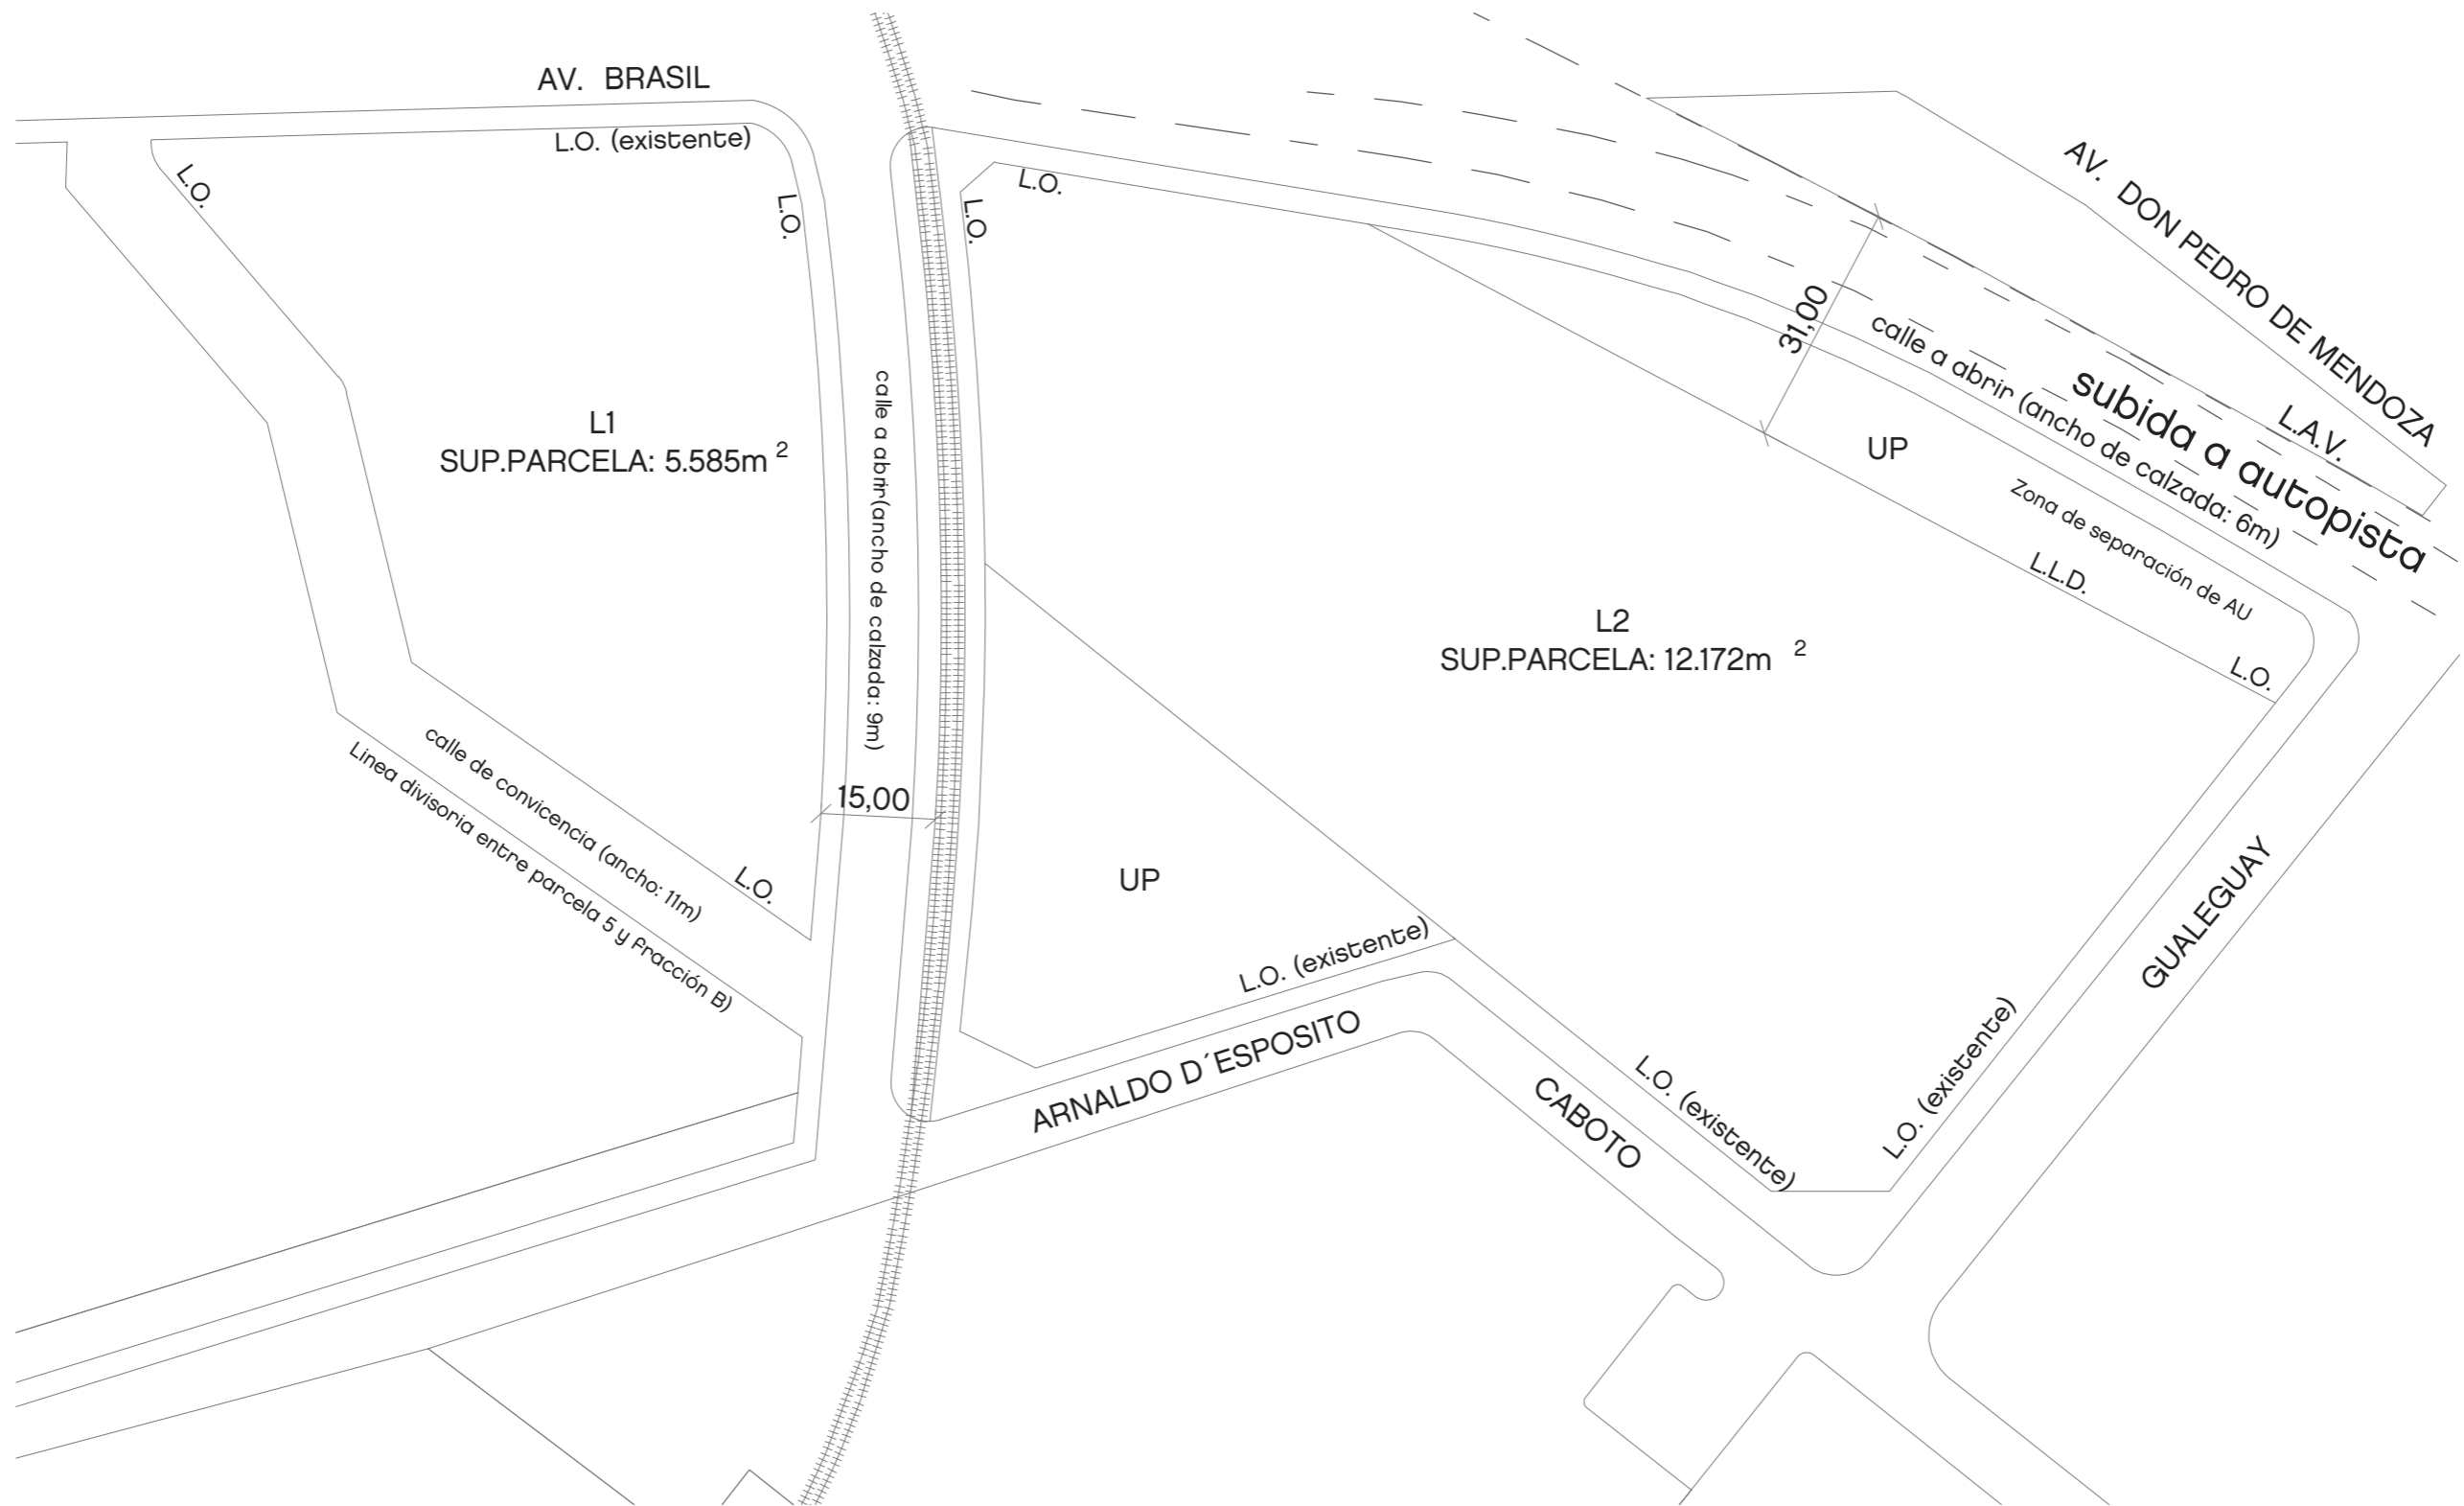 AV. BRASIL
L.O. (existente)
L.O.
L.O.
L.O.
L.O.
AV. DON PEDRO DE MENDOZA
31,00
calle a abrir (ancho de calzada: 6m)
subida a autopista
L.A.V.
UP
Zona de separación de AU
L.L.D.
L.O.
L1
SUP.PARCELA: 5.585m 2
calle a abrir(ancho de calzada: 9m)
L2
SUP.PARCELA: 12.172m 2
calle de convicencia (ancho: 11m)
Linea divisoria entre parcela 5 y fracción B)
15,00
L.O.
UP
L.O. (existente)
ARNALDO D´ESPOSITO
CABOTO
L.O. (existente)
L.O. (existente)
GUALEGUAY